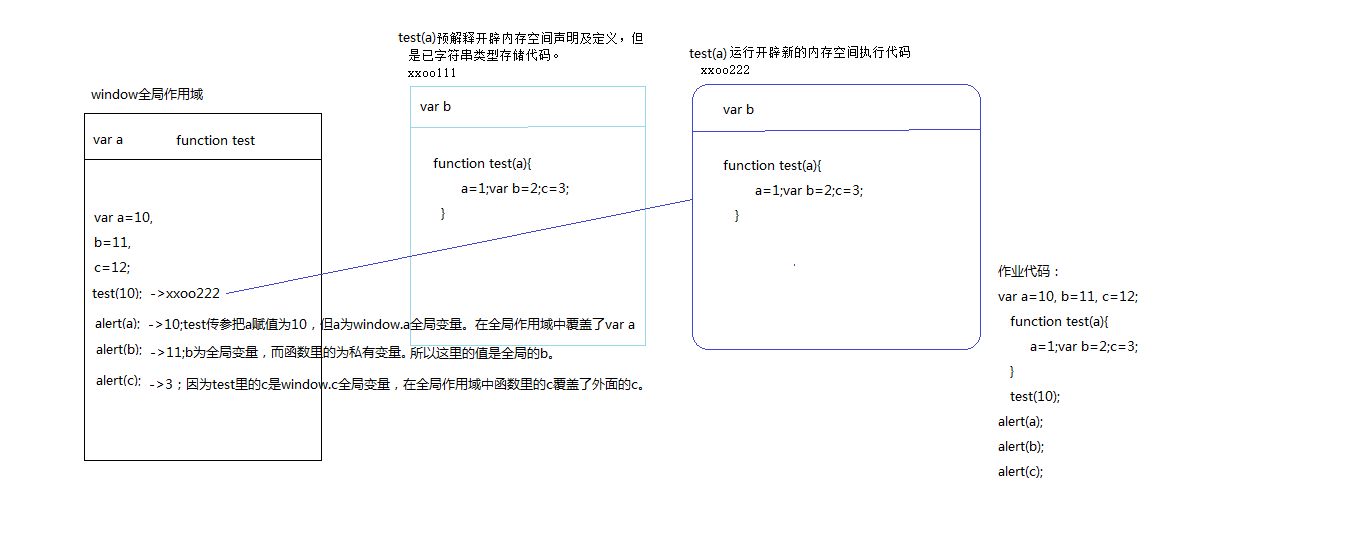 test(a)预解释开辟内存空间声明及定义，但
是已字符串类型存储代码。
xxoo111
test(a)运行开辟新的内存空间执行代码
xxoo222
window全局作用域
var a function test
var a=10,
b=11,
c=12;
test(10); ->xxoo222
alert(a); ->10;test传参把a赋值为10，但a为window.a全局变量。在全局作用域中覆盖了var a
alert(b); ->11;b为全局变量，而函数里的为私有变量。所以这里的值是全局的b。
alert(c); ->3；因为test里的c是window.c全局变量，在全局作用域中函数里的c覆盖了外面的c。
var b
function test(a){
a=1;var b=2;c=3;
}
var b
function test(a){
a=1;var b=2;c=3;
}
作业代码：
var a=10, b=11, c=12;
function test(a){
a=1;var b=2;c=3;
}
test(10);
alert(a);
alert(b);
alert(c);